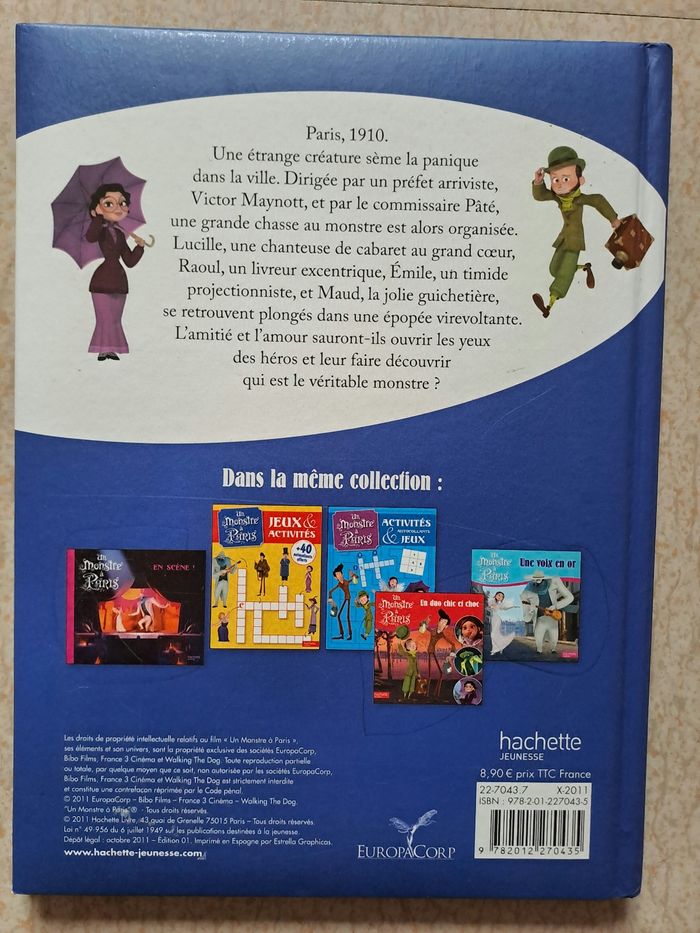 Paris, 1910.
Une étrange créature sème la panique
dans la ville. Dirigée par un préfet arriviste,
Victor Maynott, et par le commissaire Pâté,
une grande chasse au monstre est alors organisée.
Lucille, une chanteuse de cabaret au grand cœur,
Raoul, un livreur excentrique, Émile, un timide
projectionniste, et Maud, la jolie guichetière,
se retrouvent plongés dans une épopée virevoltante.
L'amitié et l'amour sauront-ils ouvrir les yeux
des héros et leur faire découvrir
qui est le véritable monstre ?
Dans la même collection :
Un Monstre à Paris
EN SCÈNE !
Un Monstre à Paris
JEUX & ACTIVITÉS
+40
autocollants
offerts
Un Monstre à Paris
ACTIVITÉS
AUTOCOLLANTS
& JEUX
Un Monstre à Paris
Un duo chic et choc
Un Monstre à Paris
Une voix en or
Les droits de propriété intellectuelle relatifs au film « Un Monstre à Paris »,
ses éléments et son univers, sont la propriété exclusive des sociétés EuropaCorp,
Bibo Films, France 3 Cinéma et Walking The Dog. Toute reproduction partielle
ou totale, par quelque moyen que ce soit, non autorisée par les sociétés EuropaCorp,
Bibo Films, France 3 Cinéma et Walking The Dog est strictement interdite
et constitue une contrefaçon réprimée par le Code pénal.
© 2011 EuropaCorp – Bibo Films – France 3 Cinéma – Walking The Dog.
"Un Monstre à Paris"® · Tous droits réservés.
© 2011 Hachette Livre, 43 quai de Grenelle 75015 Paris – Tous droits réservés.
Loi n° 49-956 du 6 juillet 1949 sur les publications destinées à la jeunesse.
Dépôt légal : octobre 2011 – Édition 01. Imprimé en Espagne par Estrella Graphicas.
www.hachette-jeunesse.com
EUROPACORP
hachette
JEUNESSE
8,90 € prix TTC France
22-7043.7 X-2011
ISBN : 978-2-01-227043-5
9 782012 270435